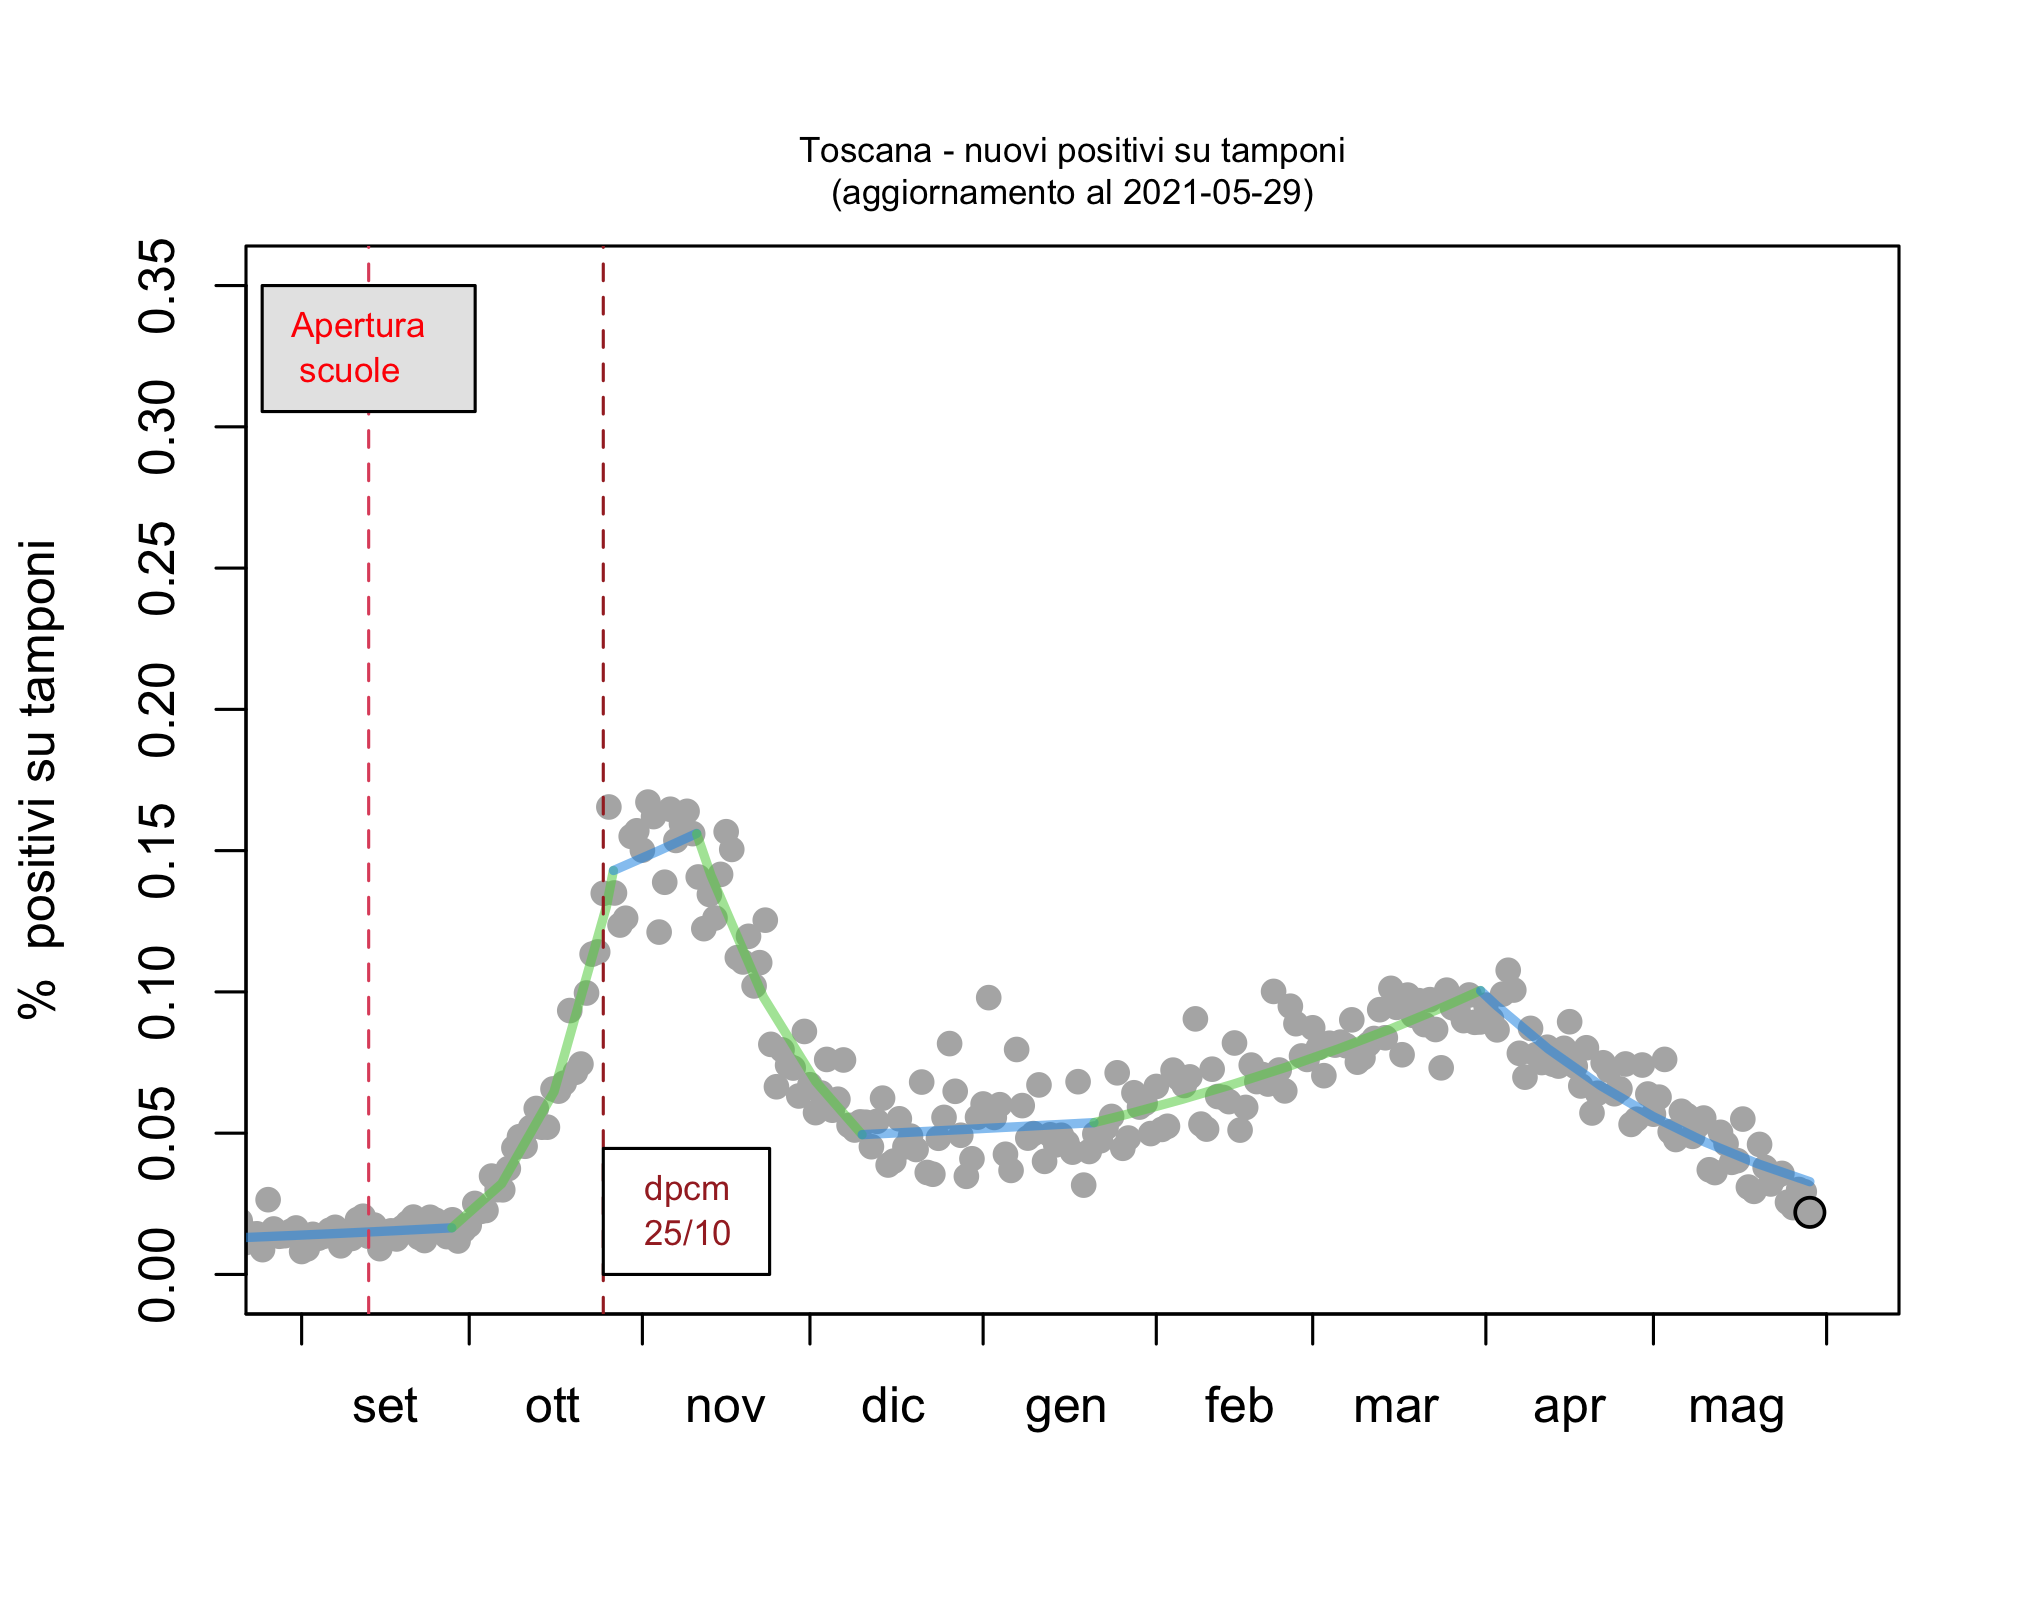 Toscana - nuovi positivi su tamponi
(aggiornamento al 2021-05-29)
% positivi su tamponi
0.35
0.30
0.25
0.20
0.15
0.10
0.05
0.00
Apertura
scuole
dpcm
25/10
set ott nov dic gen feb mar apr mag